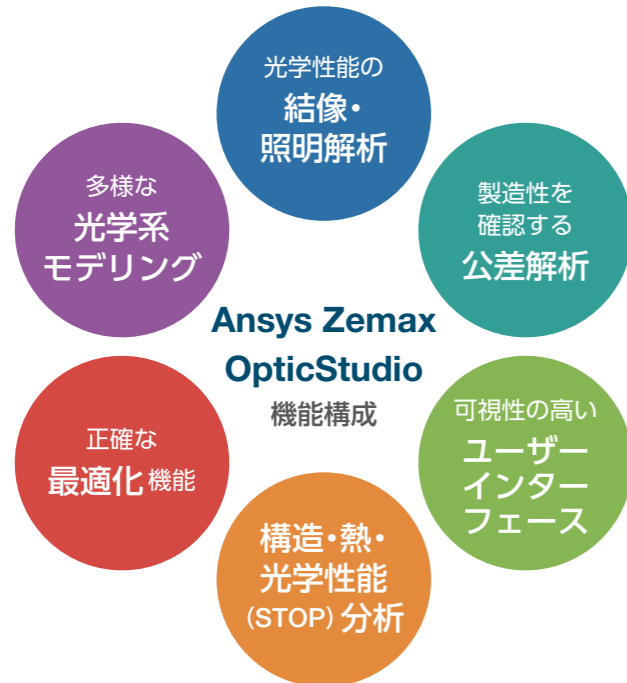 光学性能の
結像・
照明解析
多様な
光学系
モデリング
製造性を
確認する
公差解析
Ansys Zemax
OpticStudio
機能構成
正確な
最適化機能
可視性の高い
ユーザー
インター
フェース
構造・熱・
光学性能
(STOP) 分析